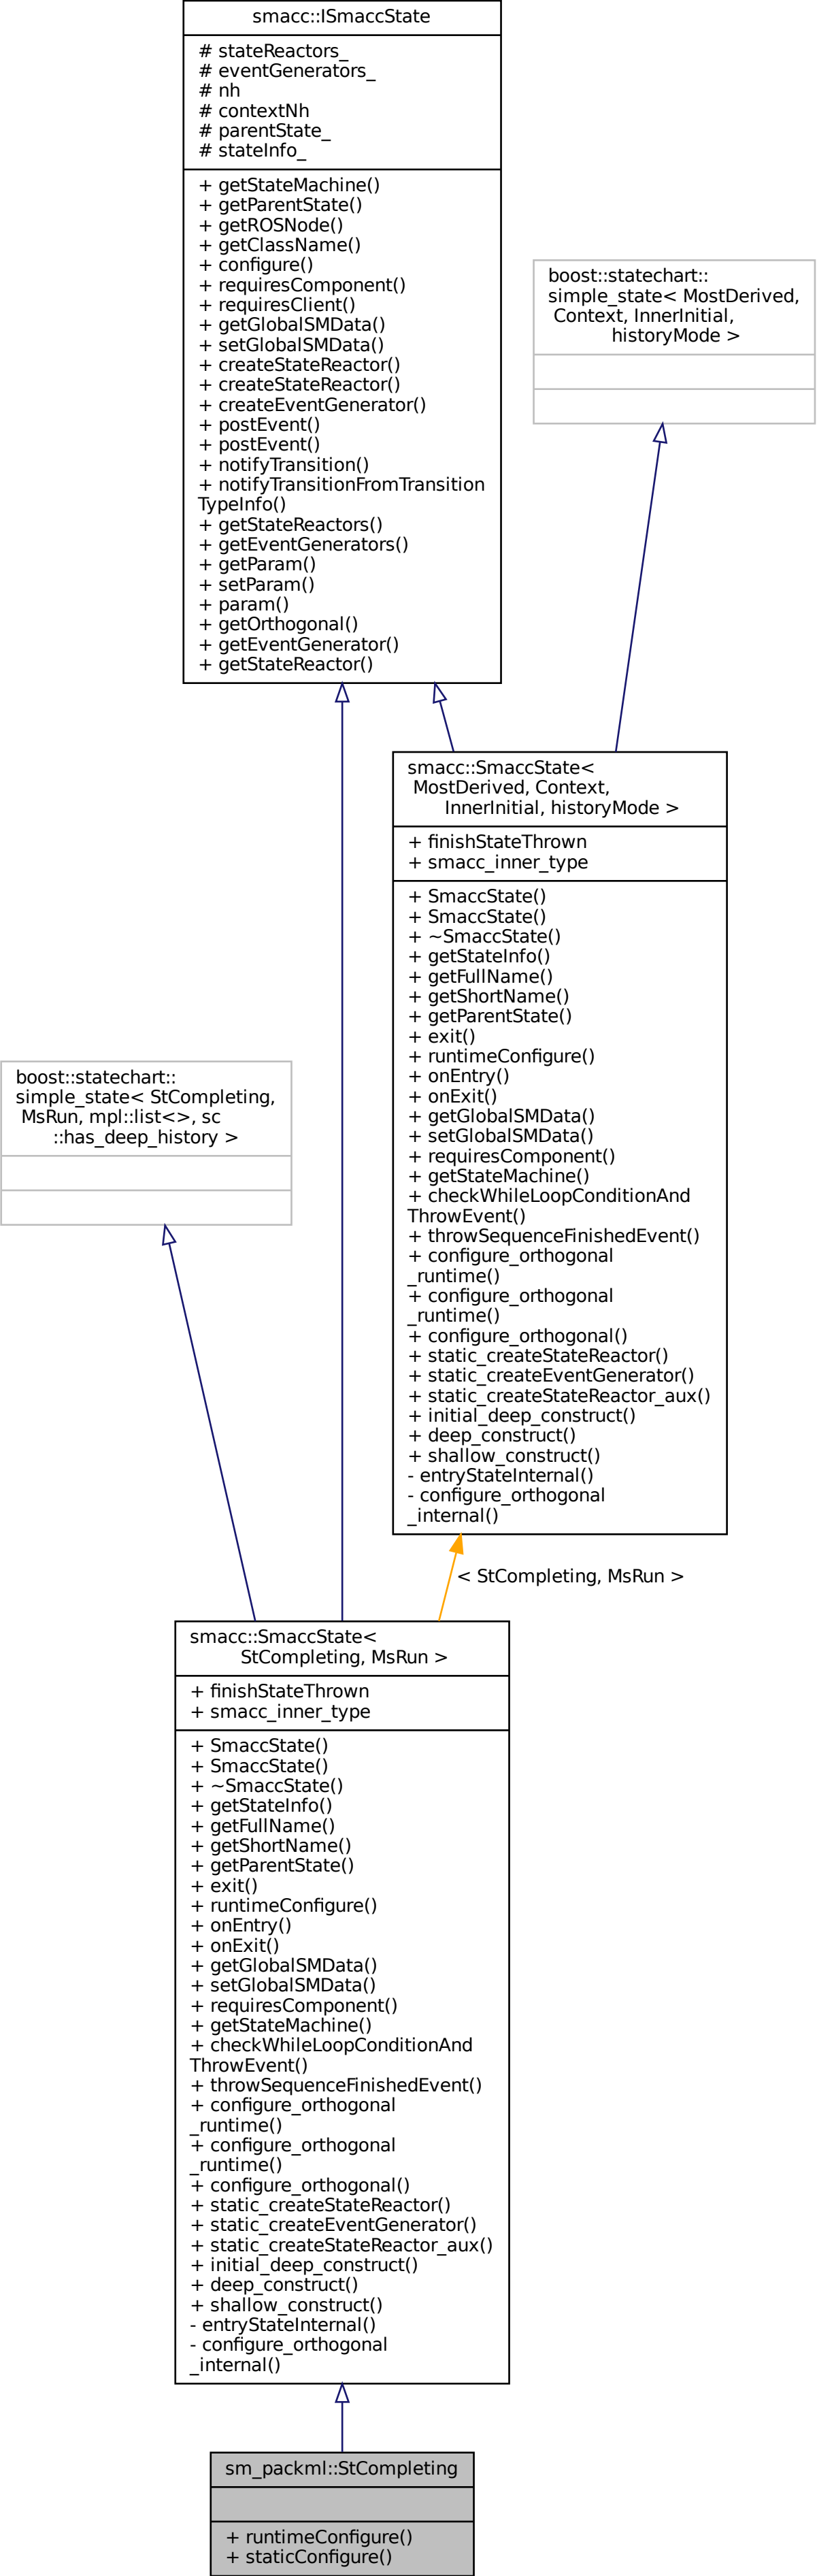 smacc::ISmaccState
# stateReactors_
# eventGenerators_
# nh
# contextNh
# parentState_
# stateInfo_
+ getStateMachine()
+ getParentState()
+ getROSNode()
+ getClassName()
+ configure()
+ requiresComponent()
+ requiresClient()
+ getGlobalSMData()
+ setGlobalSMData()
+ createStateReactor()
+ createStateReactor()
+ createEventGenerator()
+ postEvent()
+ postEvent()
+ notifyTransition()
+ notifyTransitionFromTransition
TypeInfo()
+ getStateReactors()
+ getEventGenerators()
+ getParam()
+ setParam()
+ param()
+ getOrthogonal()
+ getEventGenerator()
+ getStateReactor()
boost::statechart::
simple_state< MostDerived,
Context, InnerInitial,
historyMode >
smacc::SmaccState<
MostDerived, Context,
InnerInitial, historyMode >
+ finishStateThrown
+ smacc_inner_type
+ SmaccState()
+ SmaccState()
+ ~SmaccState()
+ getStateInfo()
+ getFullName()
+ getShortName()
+ getParentState()
+ exit()
+ runtimeConfigure()
+ onEntry()
+ onExit()
+ getGlobalSMData()
+ setGlobalSMData()
+ requiresComponent()
+ getStateMachine()
+ checkWhileLoopConditionAnd
ThrowEvent()
+ throwSequenceFinishedEvent()
+ configure_orthogonal
_runtime()
+ configure_orthogonal
_runtime()
+ configure_orthogonal()
+ static_createStateReactor()
+ static_createEventGenerator()
+ static_createStateReactor_aux()
+ initial_deep_construct()
+ deep_construct()
+ shallow_construct()
- entryStateInternal()
- configure_orthogonal
_internal()
boost::statechart::
simple_state< StCompleting,
MsRun, mpl::list<>, sc
::has_deep_history >
< StCompleting, MsRun >
smacc::SmaccState<
StCompleting, MsRun >
+ finishStateThrown
+ smacc_inner_type
+ SmaccState()
+ SmaccState()
+ ~SmaccState()
+ getStateInfo()
+ getFullName()
+ getShortName()
+ getParentState()
+ exit()
+ runtimeConfigure()
+ onEntry()
+ onExit()
+ getGlobalSMData()
+ setGlobalSMData()
+ requiresComponent()
+ getStateMachine()
+ checkWhileLoopConditionAnd
ThrowEvent()
+ throwSequenceFinishedEvent()
+ configure_orthogonal
_runtime()
+ configure_orthogonal
_runtime()
+ configure_orthogonal()
+ static_createStateReactor()
+ static_createEventGenerator()
+ static_createStateReactor_aux()
+ initial_deep_construct()
+ deep_construct()
+ shallow_construct()
- entryStateInternal()
- configure_orthogonal
_internal()
sm_packml::StCompleting
+ runtimeConfigure()
+ staticConfigure()